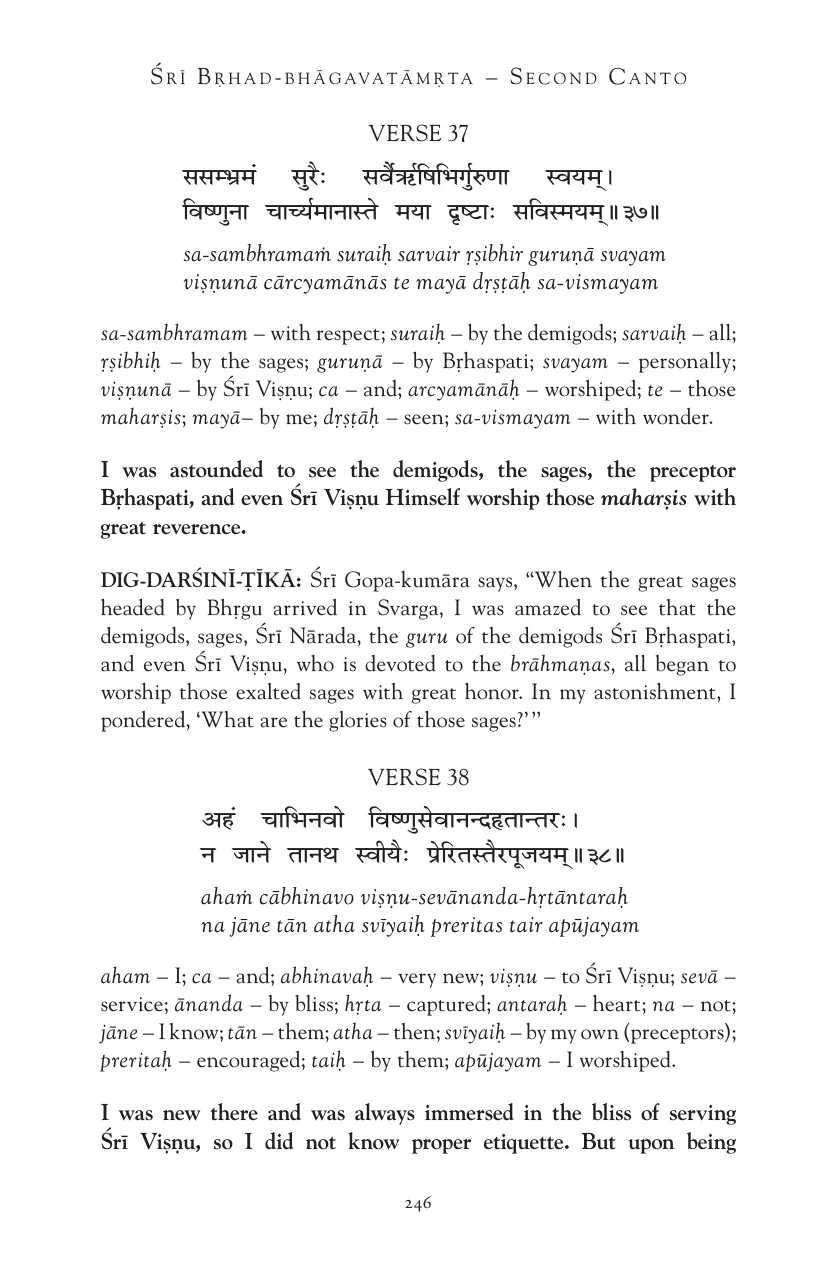 Śrī Bṛhad-bhāgavatāmṛta – Second Canto
VERSE 37
ससम्भ्रमं सुरैः सर्वैर्ऋषिभिर्गुरुणा स्वयम्।
विष्णुना चार्च्यमानास्ते मया दृष्टाः सविस्मयम्॥३७॥
sa-sambhramaṁ suraiḥ sarvair ṛṣibhir guruṇā svayam
viṣṇunā cārcyamānās te mayā dṛṣṭāḥ sa-vismayam
sa-sambhramam – with respect; suraiḥ – by the demigods; sarvaiḥ – all;
ṛṣibhiḥ – by the sages; guruṇā – by Bṛhaspati; svayam – personally;
viṣṇunā – by Śrī Viṣṇu; ca – and; arcyamānāḥ – worshiped; te – those
maharṣis; mayā– by me; dṛṣṭāḥ – seen; sa-vismayam – with wonder.
I was astounded to see the demigods, the sages, the preceptor
Bṛhaspati, and even Śrī Viṣṇu Himself worship those maharṣis with
great reverence.
DIG-DARŚINĪ-ṬĪKĀ: Śrī Gopa-kumāra says, “When the great sages
headed by Bhṛgu arrived in Svarga, I was amazed to see that the
demigods, sages, Śrī Nārada, the guru of the demigods Śrī Bṛhaspati,
and even Śrī Viṣṇu, who is devoted to the brāhmaṇas, all began to
worship those exalted sages with great honor. In my astonishment, I
pondered, ‘What are the glories of those sages?’”
VERSE 38
अहं चाभिनवो विष्णुसेवानन्दहृतान्तरः।
न जाने तानथ स्वीयैः प्रेरितस्तैरपूजयम्॥३८॥
ahaṁ cābhinavo viṣṇu-sevānanda-hṛtāntaraḥ
na jāne tān atha svīyaiḥ preritas tair apūjayam
aham – I; ca – and; abhinavaḥ – very new; viṣṇu – to Śrī Viṣṇu; sevā –
service; ānanda – by bliss; hṛta – captured; antaraḥ – heart; na – not;
jāne – I know; tān – them; atha – then; svīyaiḥ – by my own (preceptors);
preritaḥ – encouraged; taiḥ – by them; apūjayam – I worshiped.
I was new there and was always immersed in the bliss of serving
Śrī Viṣṇu, so I did not know proper etiquette. But upon being
246